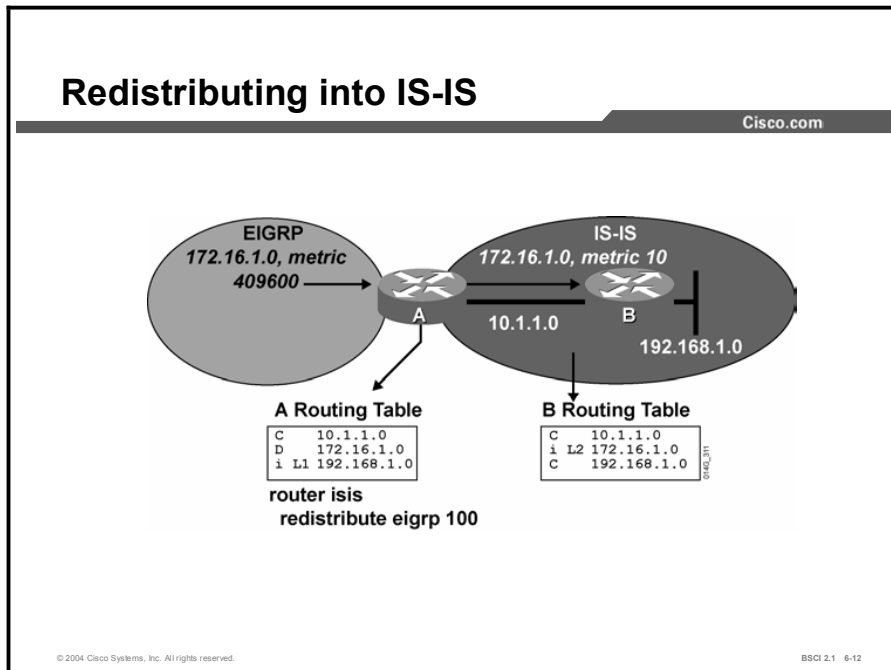 Redistributing into IS-IS
Cisco.com
EIGRP
172.16.1.0, metric
409600
IS-IS
172.16.1.0, metric 10
A
B
10.1.1.0
192.168.1.0
A Routing Table
C 10.1.1.0
D 172.16.1.0
i L1 192.168.1.0
router isis
redistribute eigrp 100
B Routing Table
C 10.1.1.0
i L2 172.16.1.0
C 192.168.1.0
014G_311
© 2004 Cisco Systems, Inc. All rights reserved.
BSCI 2.1 6-12